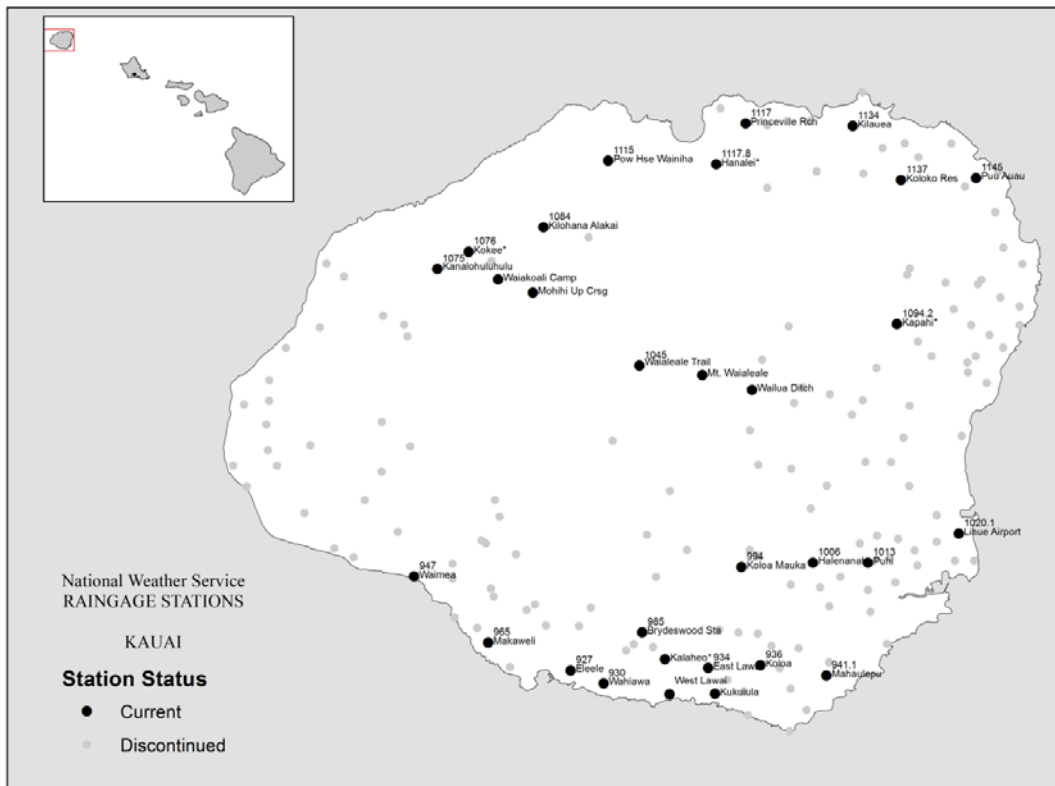 1117
Princeville Rch
1134
Kilauea
1115
Pow Hse Wainiha
1117.8
Hanalei*
1137
Koloko Res
1145
Puu Auau
1084
Kilohana Alakai
1076
Kokee*
1075
Kanalohuluhulu
Waiakoali Camp
Mohihi Up Crsg
1094.2
Kapahi*
1045
Waialeale Trail
Mt. Waialeale
Wailua Ditch
1020.1
Lihue Airport
947
Waimea
994
Koloa Mauka
1006
Halenanah
1013
Puhi
National Weather Service
RAINGAGE STATIONS
KAUAI
965
Makaweli
985
Brydeswood Sta
Kalaheo*
934
East Lawai
936
Koloa
941.1
Mahaulepu
927
Eleele
930
Wahiawa
West Lawai
Kukuiula
Station Status
Current
Discontinued